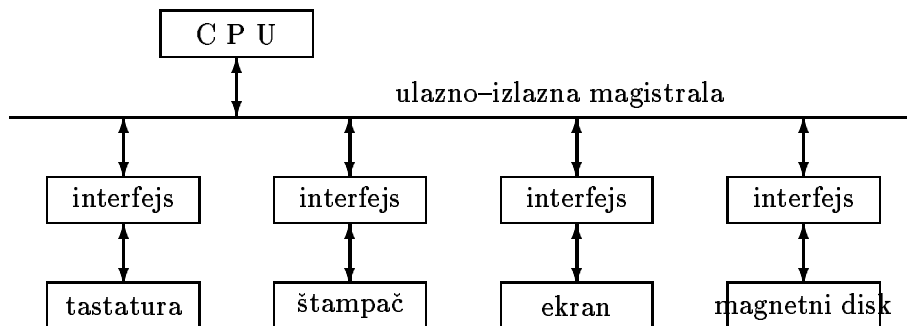 C P U
ulazno–izlazna magistrala
interfejs interfejs interfejs interfejs
tastatura štampač ekran magnetni disk